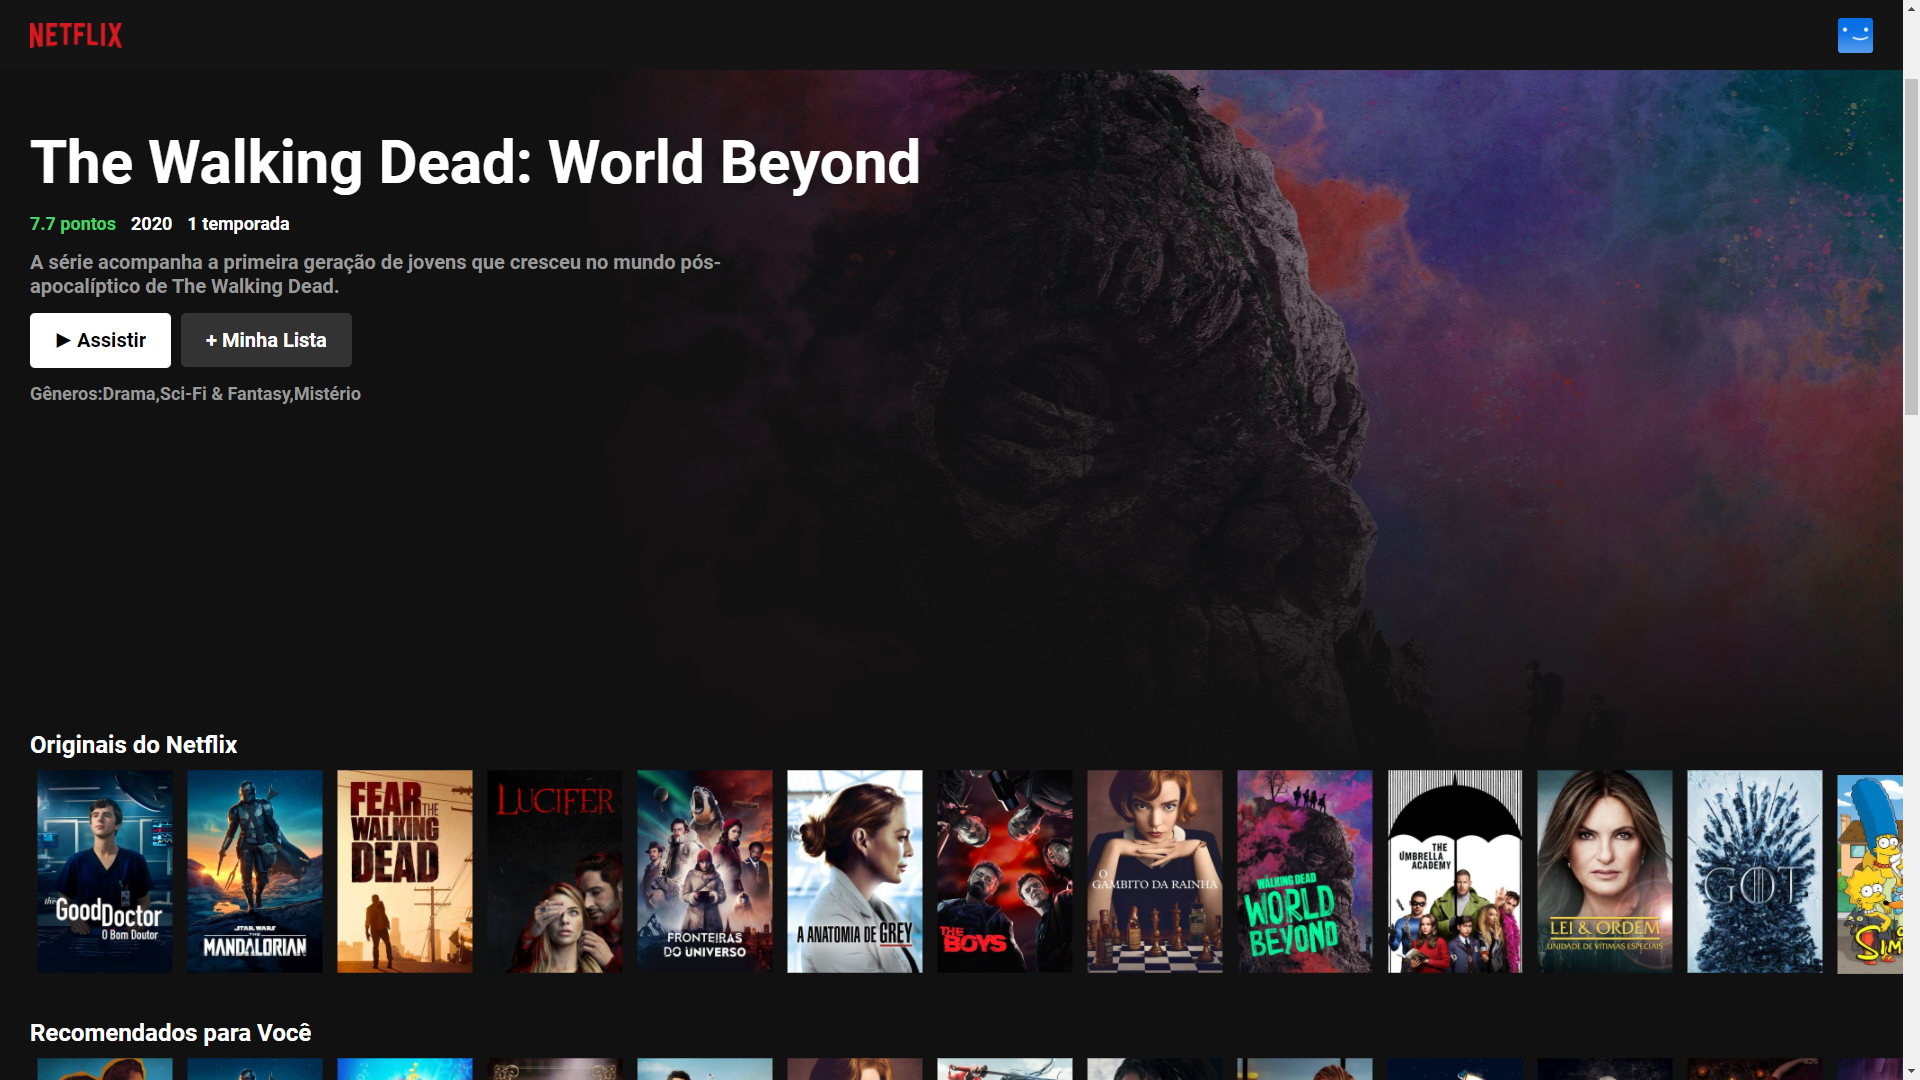 NETFLIX
The Walking Dead: World Beyond
7.7 pontos 2020 1 temporada
A série acompanha a primeira geração de jovens que cresceu no mundo pós-
apocalíptico de The Walking Dead.
► Assistir
+ Minha Lista
Gêneros:Drama,Sci-Fi & Fantasy,Mistério
Originais do Netflix
the
Good Doctor
O Bom Doutor
STAR WARS
THE
MANDALORIAN
FEAR THE
WALKING
DEAD
LUCIFER
FRONTEIRAS
DO UNIVERSO
A ANATOMIA DE GREY
THE
BOYS
O
GAMBITO DA RAINHA
WALKING DEAD
WORLD
BEYOND
THE
UMBRELLA
ACADEMY
LEI & ORDEM
UNIDADE DE VÍTIMAS ESPECIAIS
GOT
Recomendados para Você